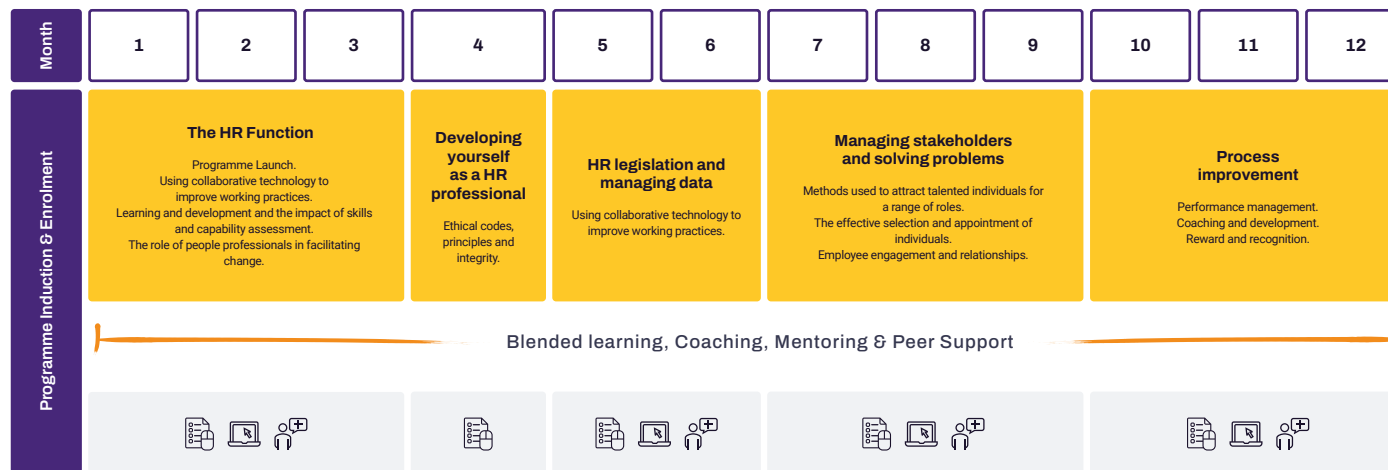 Month
1
2
3
4
5
6
7
8
9
10
11
12
Programme Induction & Enrolment
The HR Function
Programme Launch.
Using collaborative technology to
improve working practices.
Learning and development and the impact of skills
and capability assessment.
The role of people professionals in facilitating
change.
Developing
yourself
as a HR
professional
Ethical codes,
principles and
integrity.
HR legislation and
managing data
Using collaborative technology to
improve working practices.
Managing stakeholders
and solving problems
Methods used to attract talented individuals for
a range of roles.
The effective selection and appointment of
individuals.
Employee engagement and relationships.
Process
improvement
Performance management.
Coaching and development.
Reward and recognition.
Blended learning, Coaching, Mentoring & Peer Support